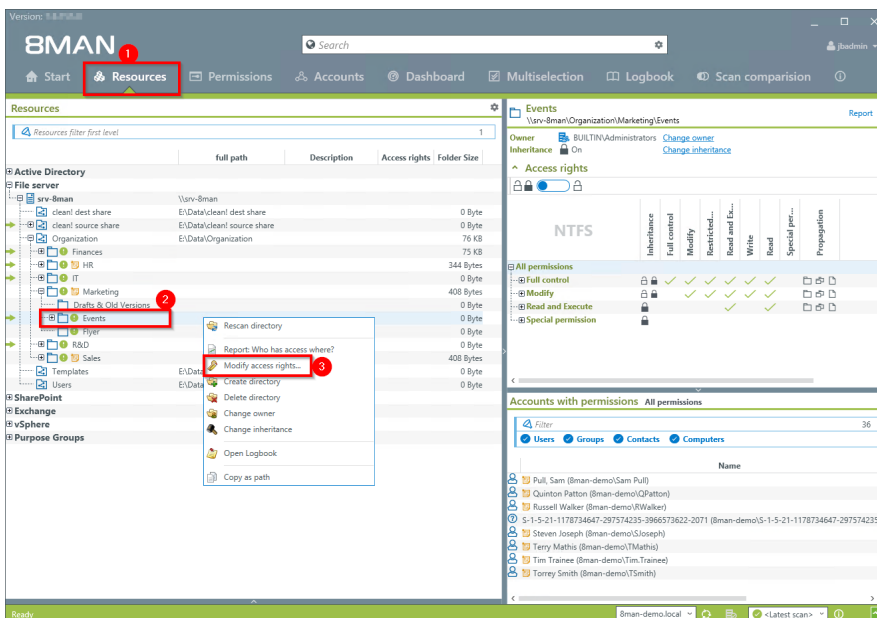 Version:
8MAN
Search
jbadmin
1
Start
Resources
Permissions
Accounts
Dashboard
Multiselection
Logbook
Scan comparision
Resources
Resources filter first level
1
full path Description Access rights Folder Size
Active Directory
File server
srv-8man \\srv-8man
clean! dest share E:\Data\clean! dest share 0 Byte
clean! source share E:\Data\clean! source share 0 Byte
Organization E:\Data\Organization 76 KB
Finances 75 KB
HR 344 Bytes
IT 0 Byte
Marketing 408 Bytes
Drafts & Old Versions 0 Byte
2
Events 0 Byte
Flyer 0 Byte
R&D 0 Byte
Sales 408 Bytes
Templates E:\Data 0 Byte
Users E:\Data 0 Byte
SharePoint
Exchange
vSphere
Purpose Groups
Rescan directory
Report: Who has access where?
Modify access rights...
3
Create directory
Delete directory
Change owner
Change inheritance
Open Logbook
Copy as path
Events
\\srv-8man\Organization\Marketing\Events
Report
Owner BUILTIN\Administrators Change owner
Inheritance On Change inheritance
Access rights
NTFS
Inheritance
Full control
Modify
Restricted...
Read and Ex...
Write
Read
Special per...
Propagation
All permissions
Full control
Modify
Read and Execute
Special permission
Accounts with permissions All permissions
Filter 36
Users Groups Contacts Computers
Name
Pull, Sam (8man-demo\Sam Pull)
Quinton Patton (8man-demo\QPatton)
Russell Walker (8man-demo\RWalker)
S-1-5-21-1178734647-297574235-3966573622-2071 (8man-demo\S-1-5-21-1178734647-297574235
Steven Joseph (8man-demo\SJoseph)
Terry Mathis (8man-demo\TMathis)
Tim Trainee (8man-demo\Tim.Trainee)
Torrey Smith (8man-demo\TSmith)
Ready
8man-demo.local
<Latest scan>